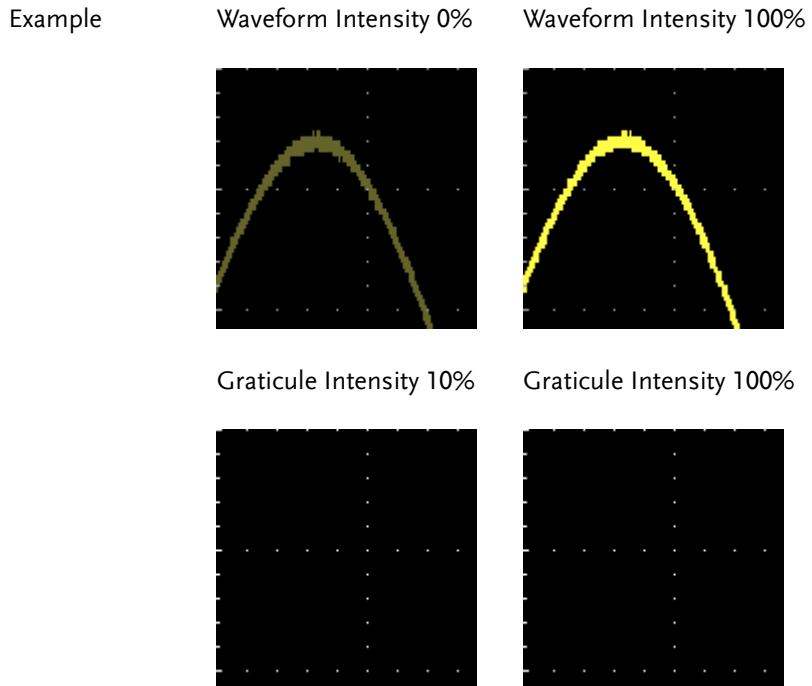 Example Waveform Intensity 0% Waveform Intensity 100%
Graticule Intensity 10% Graticule Intensity 100%